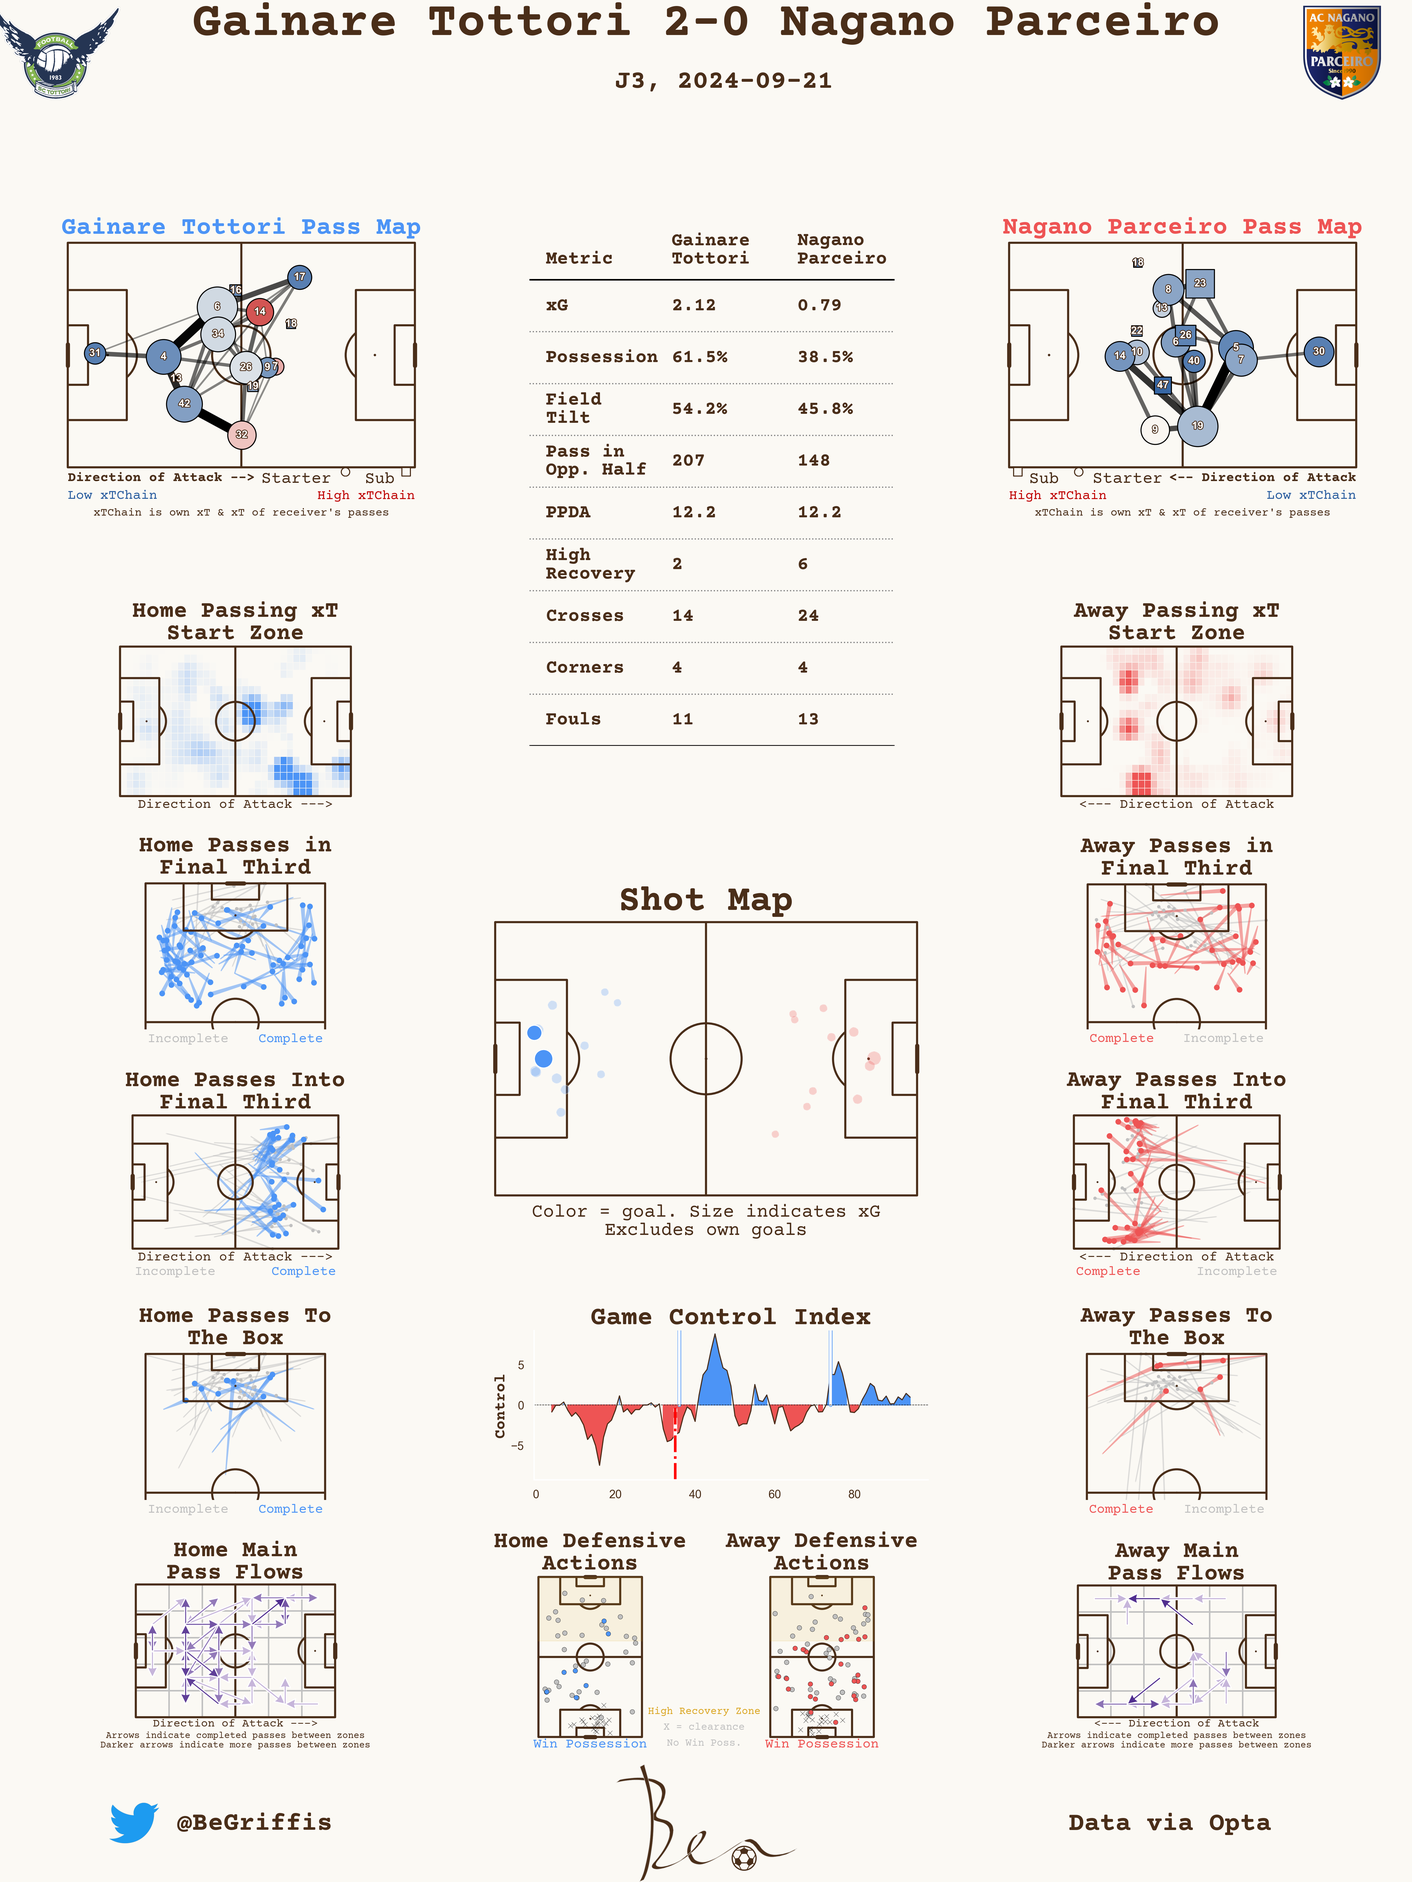 Gainare Tottori 2-0 Nagano Parceiro
J3, 2024-09-21
FOOTBALL
1983
SC TOTTORI
AC NAGANO
PARCEIRO
Gainare Tottori Pass Map
16
17
6
14
34
18
31
4
26
9
7
13
19
42
32
Direction of Attack --> Starter Sub
Low xTChain High xTChain
xTChain is own xT & xT of receiver's passes
Metric Gainare Tottori Nagano Parceiro
xG 2.12 0.79
Possession 61.5% 38.5%
Field Tilt 54.2% 45.8%
Pass in Opp. Half 207 148
PPDA 12.2 12.2
High Recovery 2 6
Crosses 14 24
Corners 4 4
Fouls 11 13
Nagano Parceiro Pass Map
18
8
23
13
22
26
6
14
10
5
7
30
40
47
9
19
Sub Starter <-- Direction of Attack
High xTChain Low xTChain
xTChain is own xT & xT of receiver's passes
Home Passing xT
Start Zone
Direction of Attack --->
Away Passing xT
Start Zone
<--- Direction of Attack
Home Passes in
Final Third
Incomplete Complete
Away Passes in
Final Third
Complete Incomplete
Shot Map
Color = goal. Size indicates xG
Excludes own goals
Home Passes Into
Final Third
Direction of Attack --->
Incomplete Complete
Away Passes Into
Final Third
<--- Direction of Attack
Complete Incomplete
Home Passes To
The Box
Incomplete Complete
Game Control Index
Control
5
0
−5
0 20 40 60 80
Away Passes To
The Box
Complete Incomplete
Home Main
Pass Flows
Direction of Attack --->
Arrows indicate completed passes between zones
Darker arrows indicate more passes between zones
Home Defensive
Actions
Win Possession
High Recovery Zone
X = clearance
No Win Poss.
Away Defensive
Actions
Win Possession
Away Main
Pass Flows
<--- Direction of Attack
Arrows indicate completed passes between zones
Darker arrows indicate more passes between zones
@BeGriffis
Ben
Data via Opta